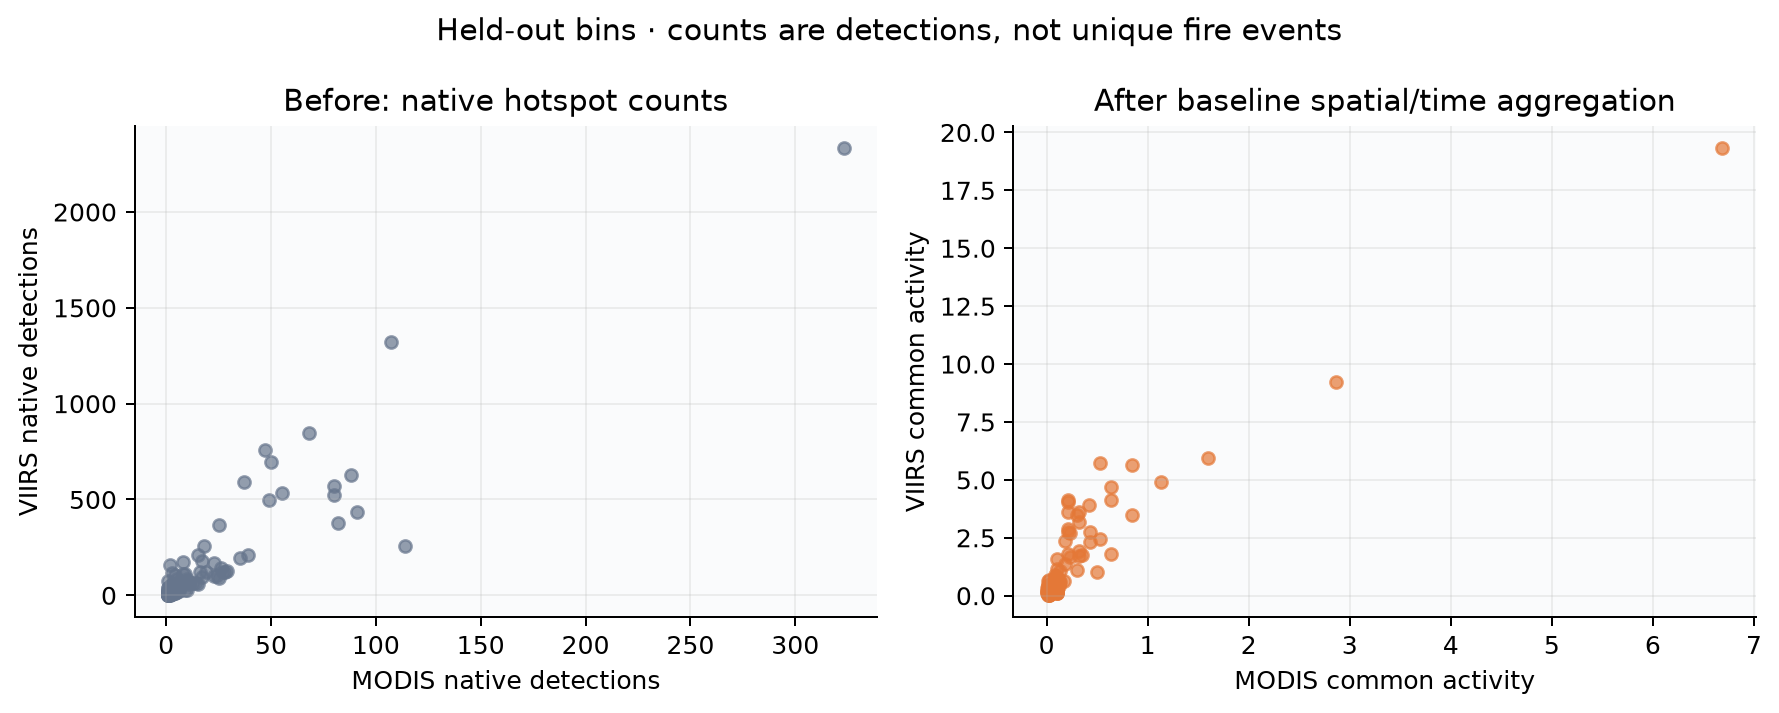 Held-out bins · counts are detections, not unique fire events
Before: native hotspot counts
VIIRS native detections
2000
1500
1000
500
0
0 50 100 150 200 250 300
MODIS native detections
After baseline spatial/time aggregation
VIIRS common activity
20.0
17.5
15.0
12.5
10.0
7.5
5.0
2.5
0.0
0 1 2 3 4 5 6 7
MODIS common activity